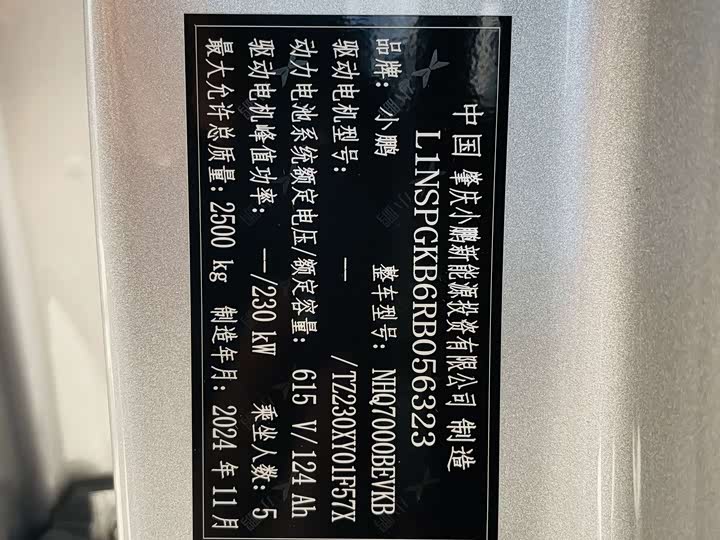 中国 肇庆小鹏新能源投资有限公司 制造
L1NSPGKB6RB056323
品牌: 小鹏 整车型号: NHQ7000BEVKB
驱动电机型号: —/TZ230XY01F57X
动力电池系统额定电压/额定容量: 615 V/124 Ah
驱动电机峰值功率: —/230 kW 乘坐人数: 5
最大允许总质量: 2500 kg 制造年月: 2024 年 11 月